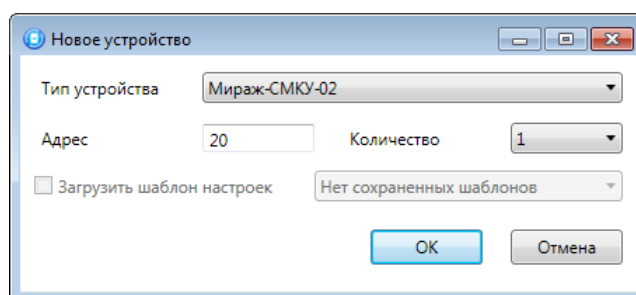 Новое устройство
Тип устройства Мираж-СМКУ-02
Адрес 20 Количество 1
Загрузить шаблон настроек Нет сохраненных шаблонов
OK Отмена